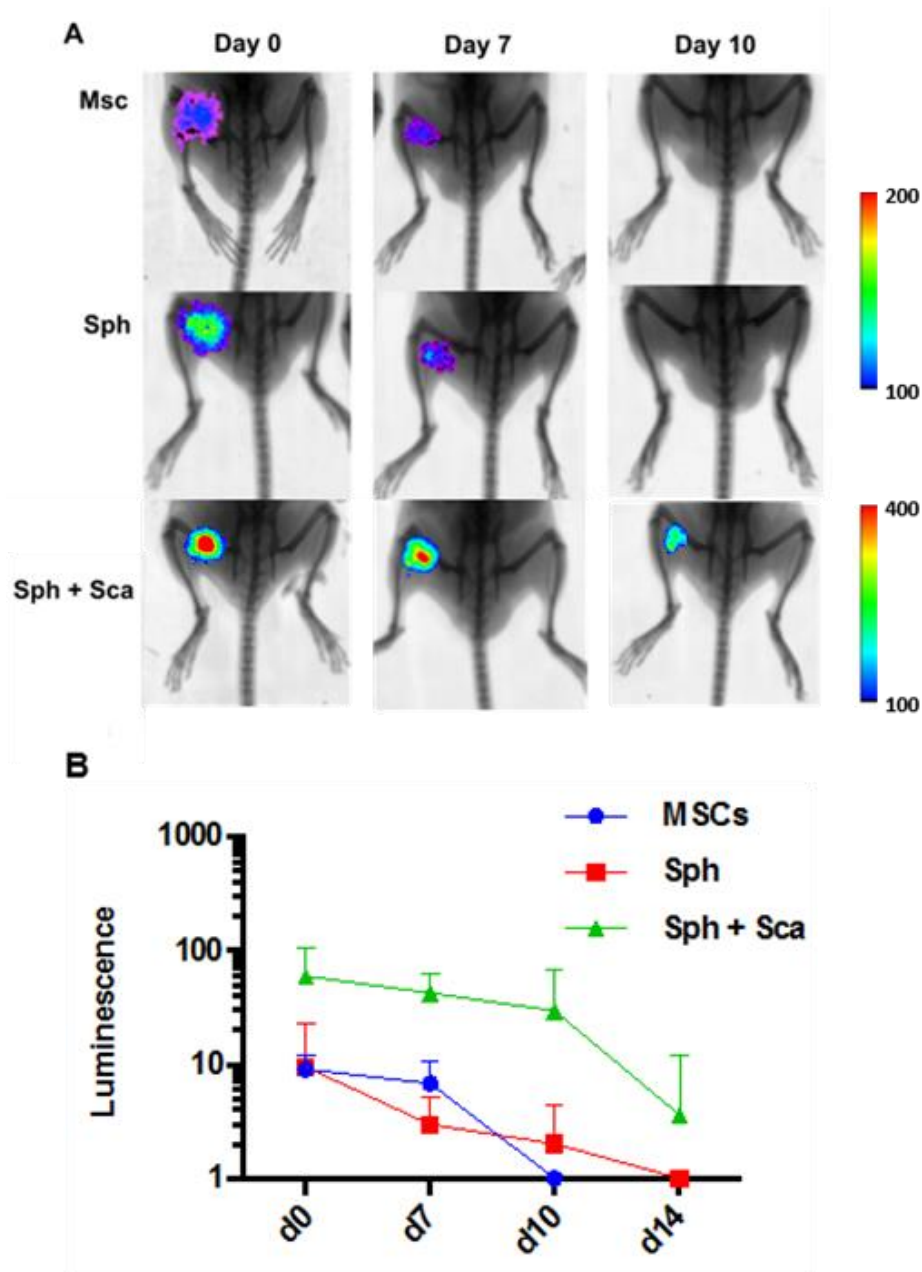 A
Day 0 Day 7 Day 10
Msc
200
Sph
100
400
Sph + Sca
100
B
MSCs
Sph
Sph + Sca
1000
100
10
1
Luminescence
d0 d7 d10 d14